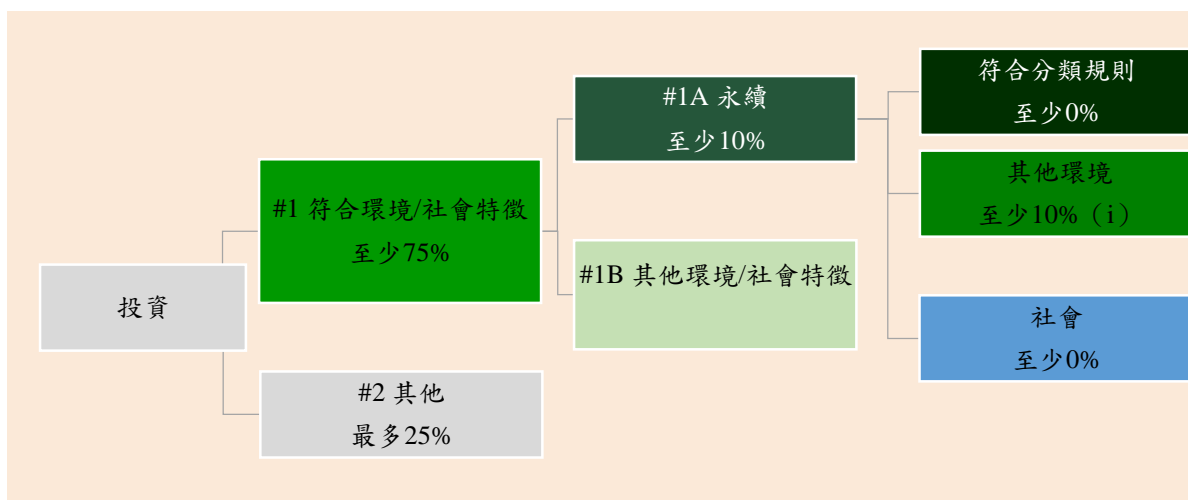 投資
#1 符合環境/社會特徵
至少75%
#2 其他
最多25%
#1A 永續
至少10%
#1B 其他環境/社會特徵
符合分類規則
至少0%
其他環境
至少10%（i）
社會
至少0%